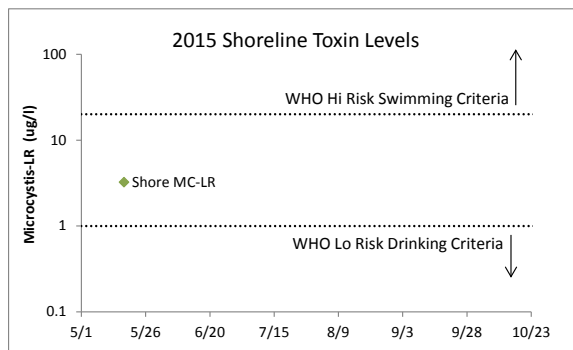 2015 Shoreline Toxin Levels
Microcystis-LR (ug/l)
100
10
1
0.1
WHO Hi Risk Swimming Criteria
Shore MC-LR
WHO Lo Risk Drinking Criteria
5/1 5/26 6/20 7/15 8/9 9/3 9/28 10/23